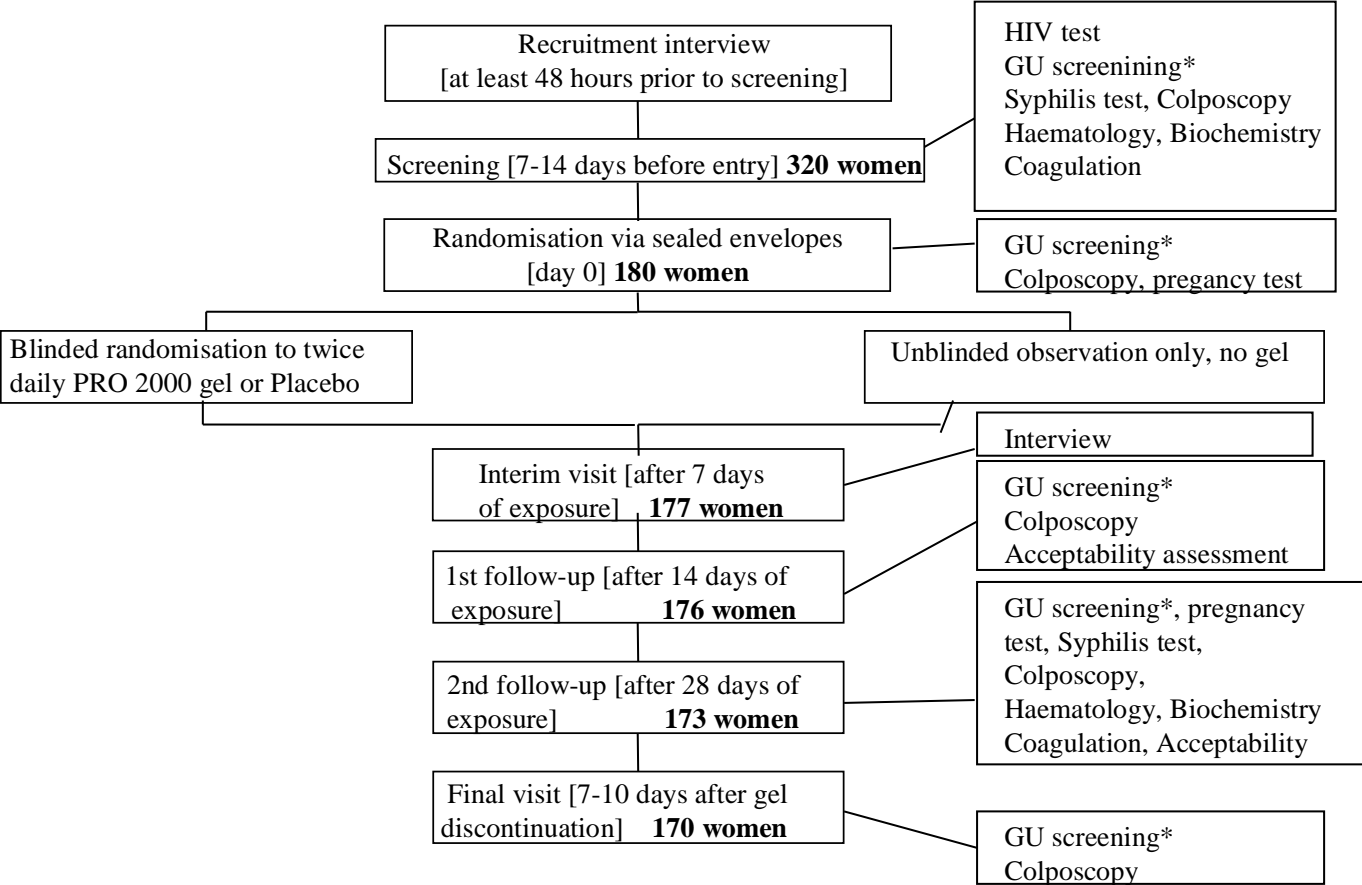 Recruitment interview
[at least 48 hours prior to screening]
HIV test
GU screenining*
Syphilis test, Colposcopy
Haematology, Biochemistry
Coagulation
Screening [7-14 days before entry] 320 women
Randomisation via sealed envelopes
[day 0] 180 women
GU screening*
Colposcopy, pregancy test
Blinded randomisation to twice
daily PRO 2000 gel or Placebo
Unblinded observation only, no gel
Interim visit [after 7 days
of exposure] 177 women
Interview
1st follow-up [after 14 days of
exposure] 176 women
GU screening*
Colposcopy
Acceptability assessment
2nd follow-up [after 28 days of
exposure] 173 women
GU screening*, pregnancy
test, Syphilis test,
Colposcopy,
Haematology, Biochemistry
Coagulation, Acceptability
Final visit [7-10 days after gel
discontinuation] 170 women
GU screening*
Colposcopy